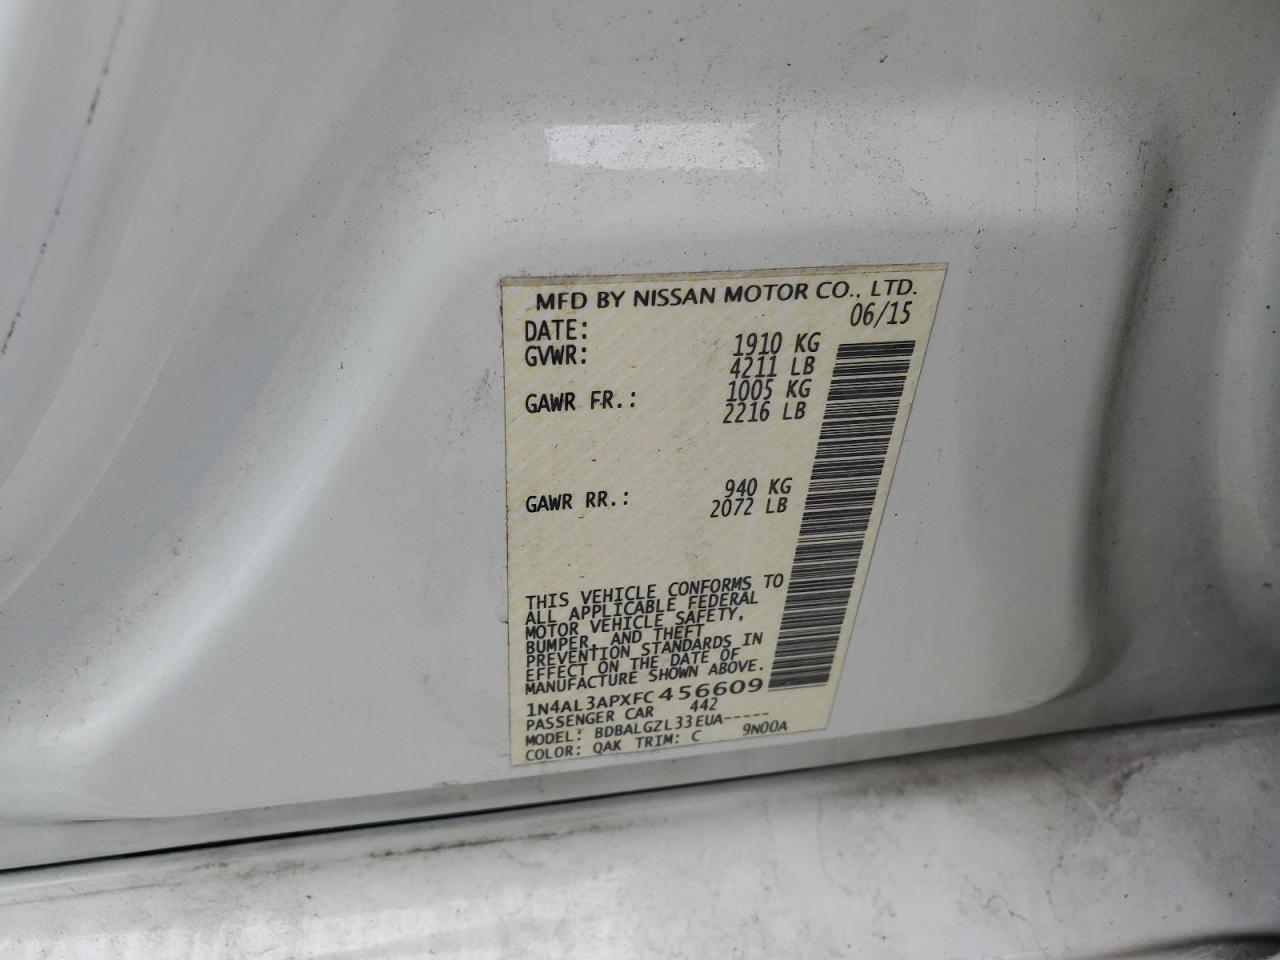 MFD BY NISSAN MOTOR CO., LTD.
DATE: 06/15
GVWR: 1910 KG
4211 LB
GAWR FR.: 1005 KG
2216 LB
GAWR RR.: 940 KG
2072 LB
THIS VEHICLE CONFORMS TO
ALL APPLICABLE FEDERAL
MOTOR VEHICLE SAFETY,
BUMPER, AND THEFT
PREVENTION STANDARDS IN
EFFECT ON THE DATE OF
MANUFACTURE SHOWN ABOVE.
1N4AL3APXFC456609
PASSENGER CAR 442
MODEL: BDBALGZL33EUA-----
COLOR: QAK TRIM: C 9N00A